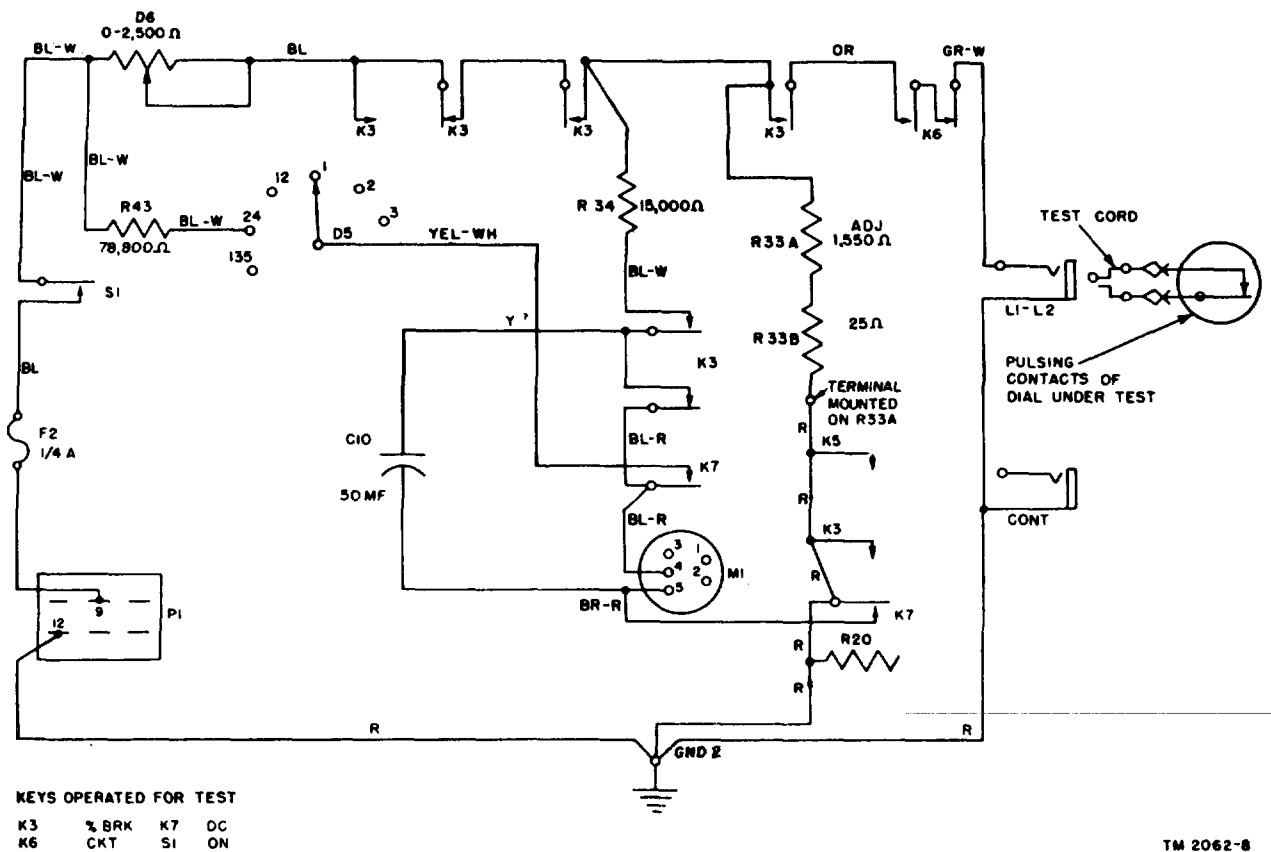 D6
0-2,500Ω
BL-W
BL
OR
GR-W
K3
K3
K3
K3
K6
BL-W
BL-W
12
1
2
3
R43
BL-W
24
78,800Ω
135
D5
YEL-WH
R 34
15,000Ω
R33A
ADJ
1,550Ω
TEST CORD
S1
BL-W
L1-L2
Y
R33B
25Ω
BL
K3
PULSING
CONTACTS OF
DIAL UNDER TEST
TERMINAL
MOUNTED
ON R33A
F2
1/4 A
C10
BL-R
R
K5
K7
50MF
R
BL-R
CONT
K3
3
1
4
2
5
M1
R
P1
9
12
BR-R
K7
R
R20
R
R
R
GND 2
KEYS OPERATED FOR TEST
K3 % BRK K7 DC
K6 CKT S1 ON
TM 2062-8